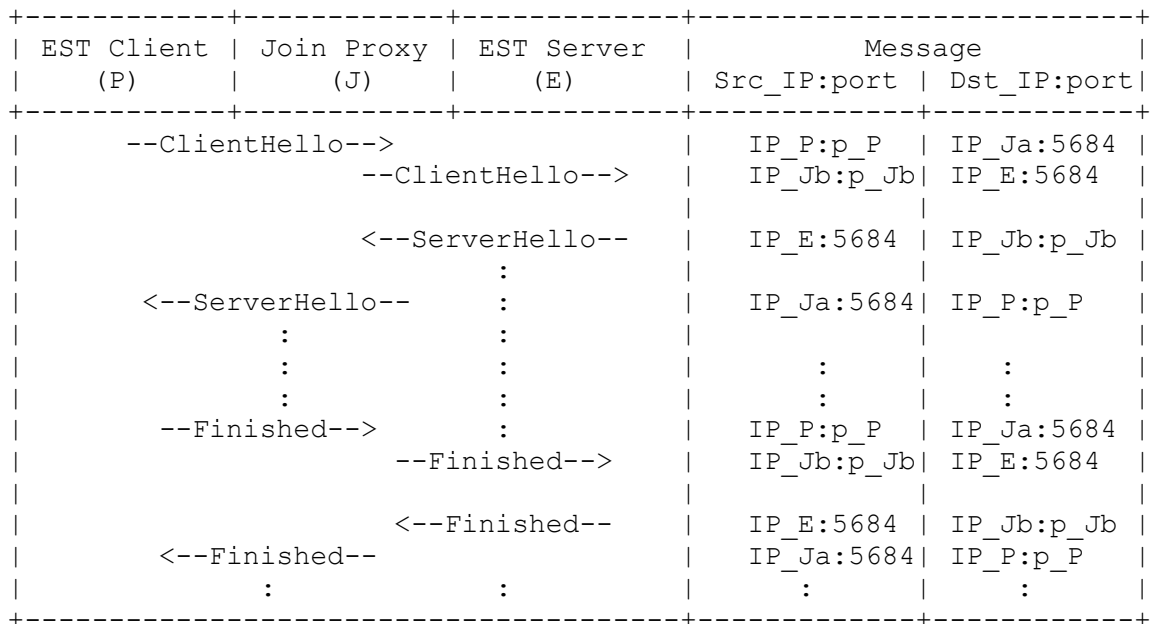 +------------+------------+-------------+--------------------------+
| EST Client | Join Proxy | EST Server  |         Message          |
|    (P)     |     (J)    |    (E)      | Src_IP:port | Dst_IP:port|
+------------+------------+-------------+-------------+------------+
|      --ClientHello-->                 |   IP_P:p_P  | IP_Ja:5684 |
|                    --ClientHello-->   |   IP_Jb:p_Jb| IP_E:5684  |
|                                       |             |            |
|                    <--ServerHello--   |   IP_E:5684 | IP_Jb:p_Jb |
|                            :          |             |            |
|       <--ServerHello--     :          |   IP_Ja:5684| IP_P:p_P   |
|               :            :          |             |            |
|               :            :          |       :     |    :       |
|               :            :          |       :     |    :       |
|        --Finished-->       :          |   IP_P:p_P  | IP_Ja:5684 |
|                      --Finished-->    |   IP_Jb:p_Jb| IP_E:5684  |
|                                       |             |            |
|                      <--Finished--    |   IP_E:5684 | IP_Jb:p_Jb |
|        <--Finished--                  |   IP_Ja:5684| IP_P:p_P   |
|              :             :          |      :      |     :      |
+---------------------------------------+-------------+------------+